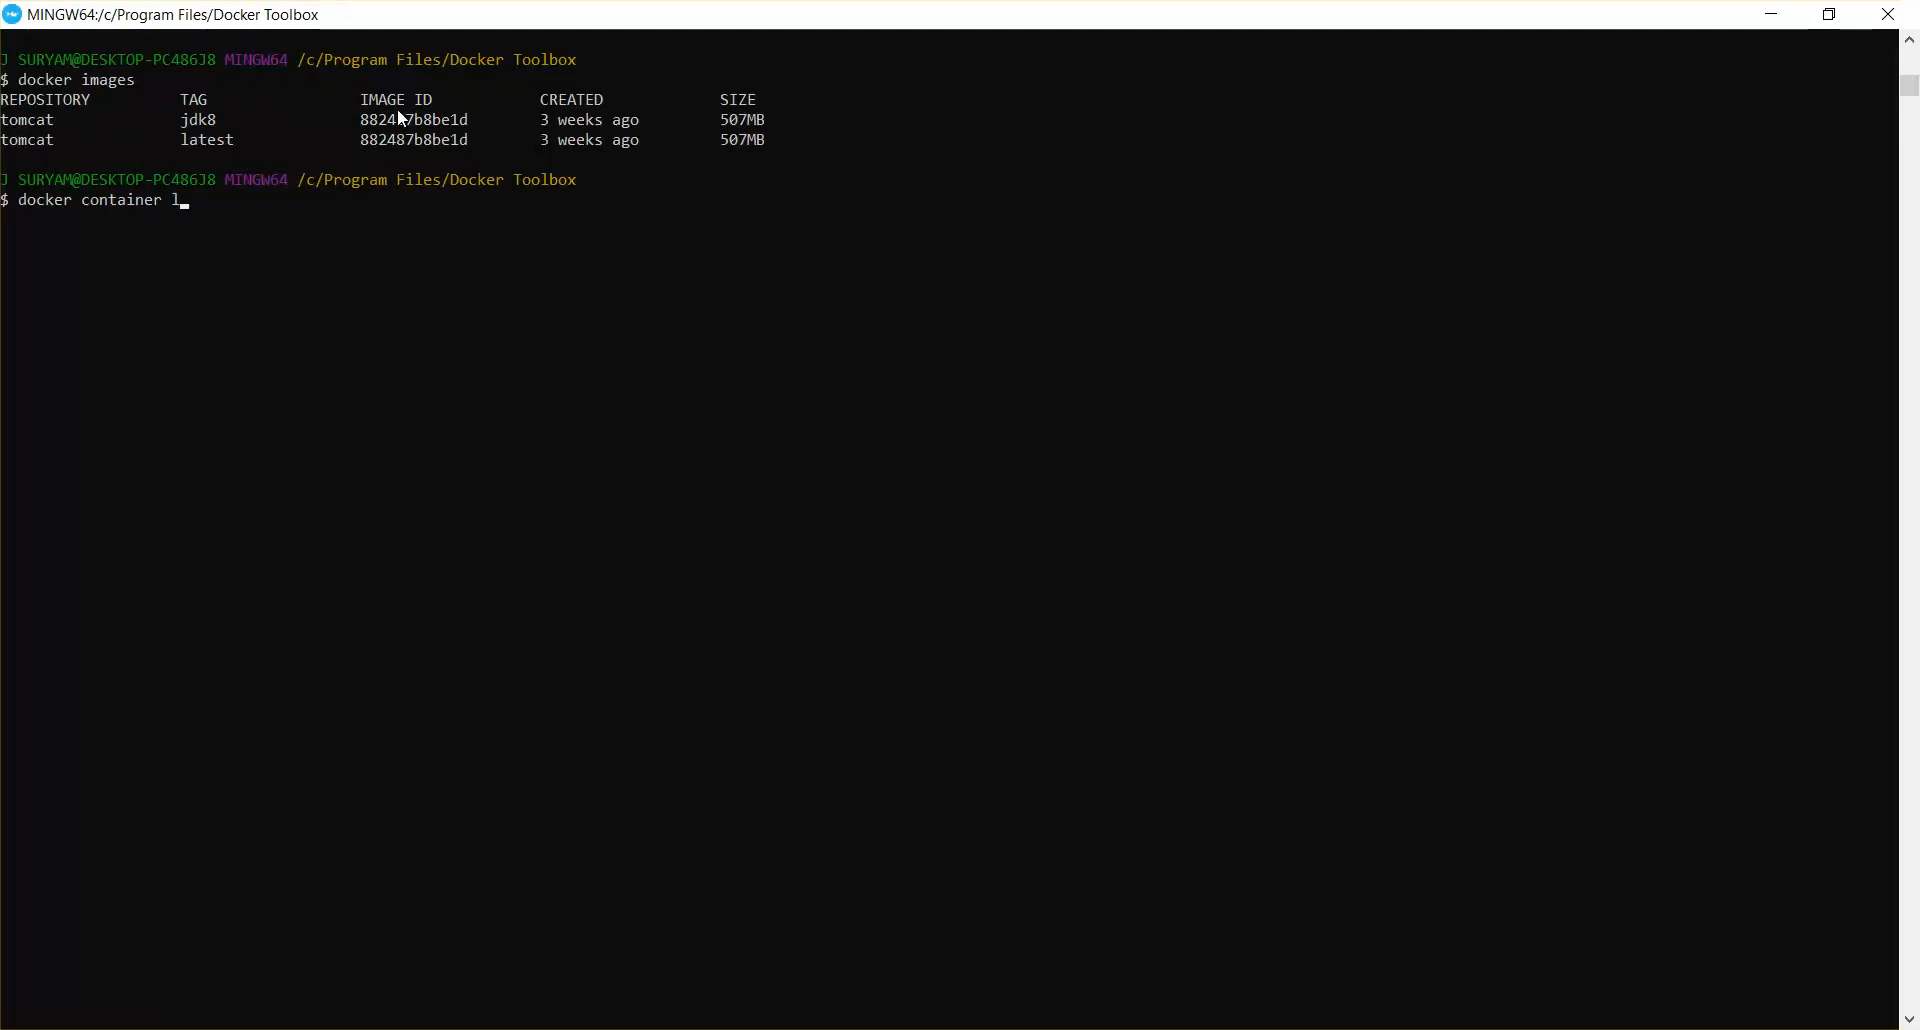 MINGW64:/c/Program Files/Docker Toolbox
J SURYAM@DESKTOP-PC486J8 MINGW64 /c/Program Files/Docker Toolbox
$ docker images
REPOSITORY TAG IMAGE ID CREATED SIZE
tomcat jdk8 882487b8be1d 3 weeks ago 507MB
tomcat latest 882487b8be1d 3 weeks ago 507MB
J SURYAM@DESKTOP-PC486J8 MINGW64 /c/Program Files/Docker Toolbox
$ docker container l_